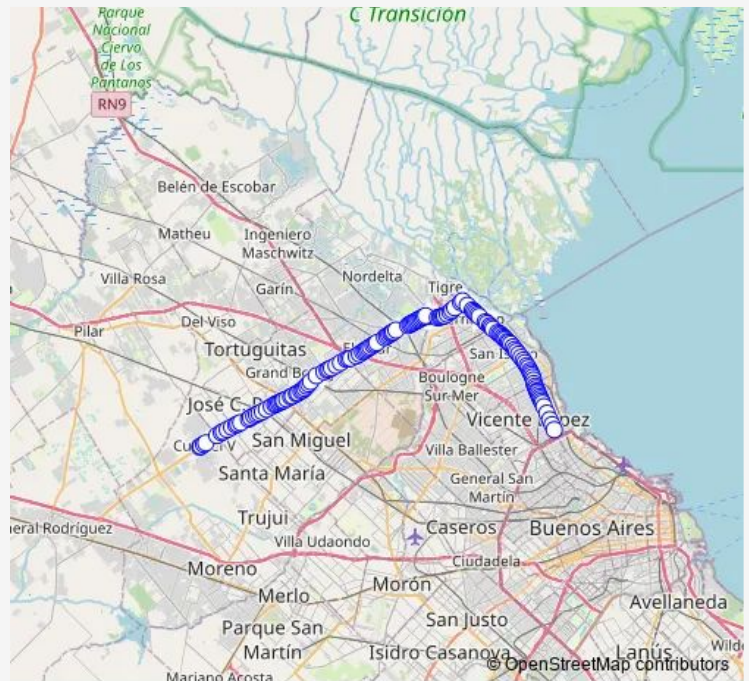 C Transición
Parque
Nacional
Ciervo
de Los
Pantanos
RN9
Belén de Escobar
Matheu
Ingeniero
Maschwitz
Nordelta
Tigre
Villa Rosa
Garín
Pilar
Del Viso
Tortuguitas
Grand Bourg
San Isidro
Boulogne
Sur-Mer
José C. P
Vicente López
San Miguel
Villa Ballester
Santa María
General San
Martín
Trujui
neral Rodríguez
Caseros
Buenos Aires
Villa Udaondo
Ciudadela
Moreno
Morón
Merlo
Avellaneda
Parque San
Martín
San Justo
Isidro Casanova
Lanús
Wilde
Mariano Acosta
© OpenStreetMap contributors